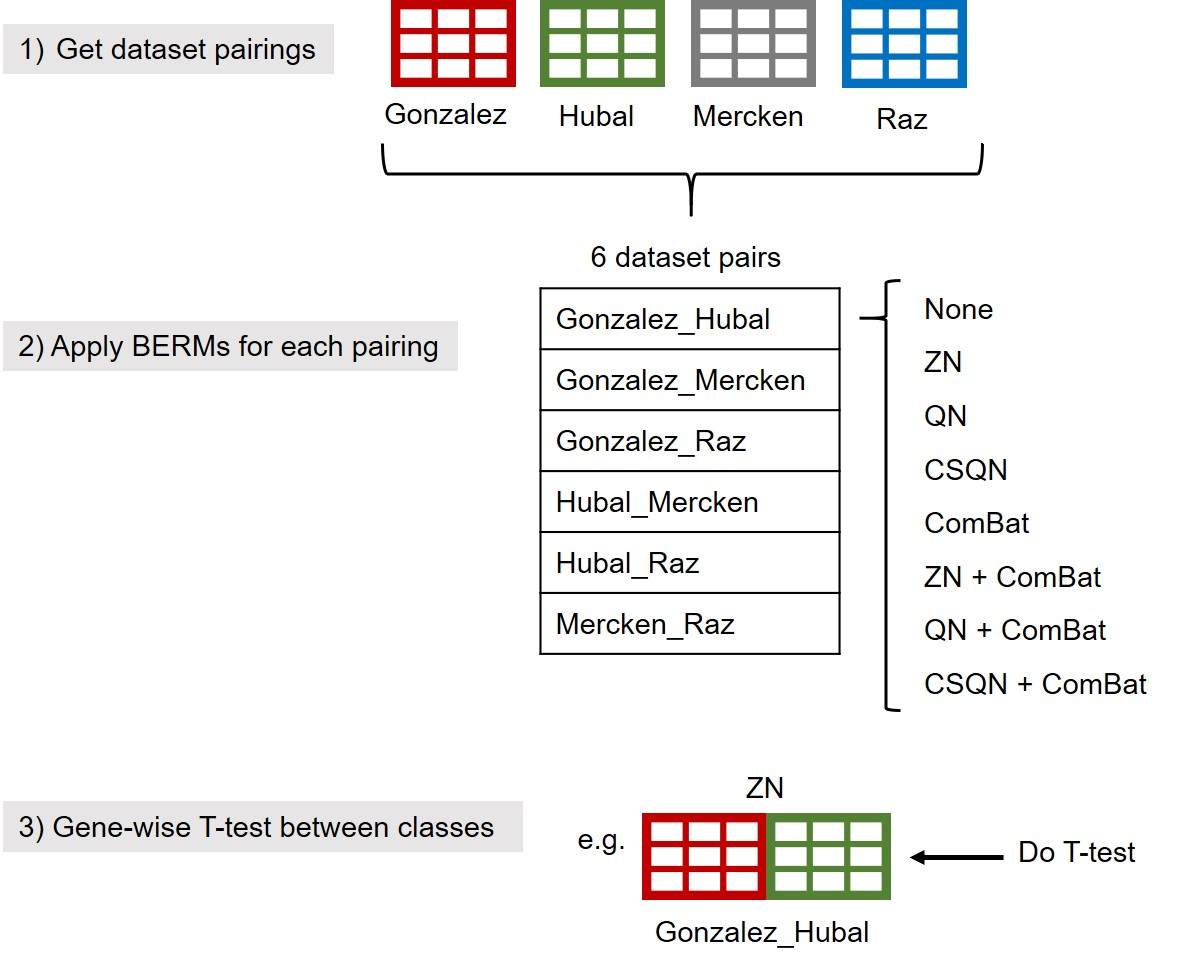 1) Get dataset pairings
Gonzalez
Hubal
Mercken
Raz
6 dataset pairs
2) Apply BERMs for each pairing
Gonzalez_Hubal
Gonzalez_Mercken
Gonzalez_Raz
Hubal_Mercken
Hubal_Raz
Mercken_Raz
None
ZN
QN
CSQN
ComBat
ZN + ComBat
QN + ComBat
CSQN + ComBat
3) Gene-wise T-test between classes
ZN
e.g.
Do T-test
Gonzalez_Hubal